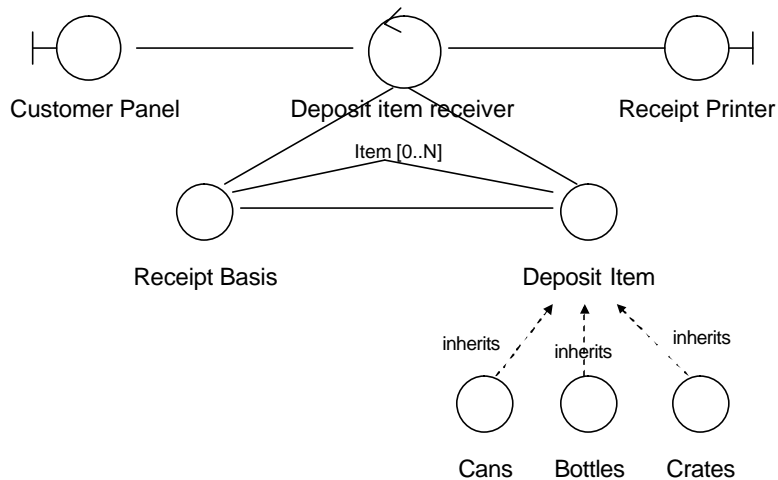 Customer Panel
Deposit item receiver
Receipt Printer
Item [0..N]
Receipt Basis
Deposit Item
inherits
inherits
inherits
Cans
Bottles
Crates